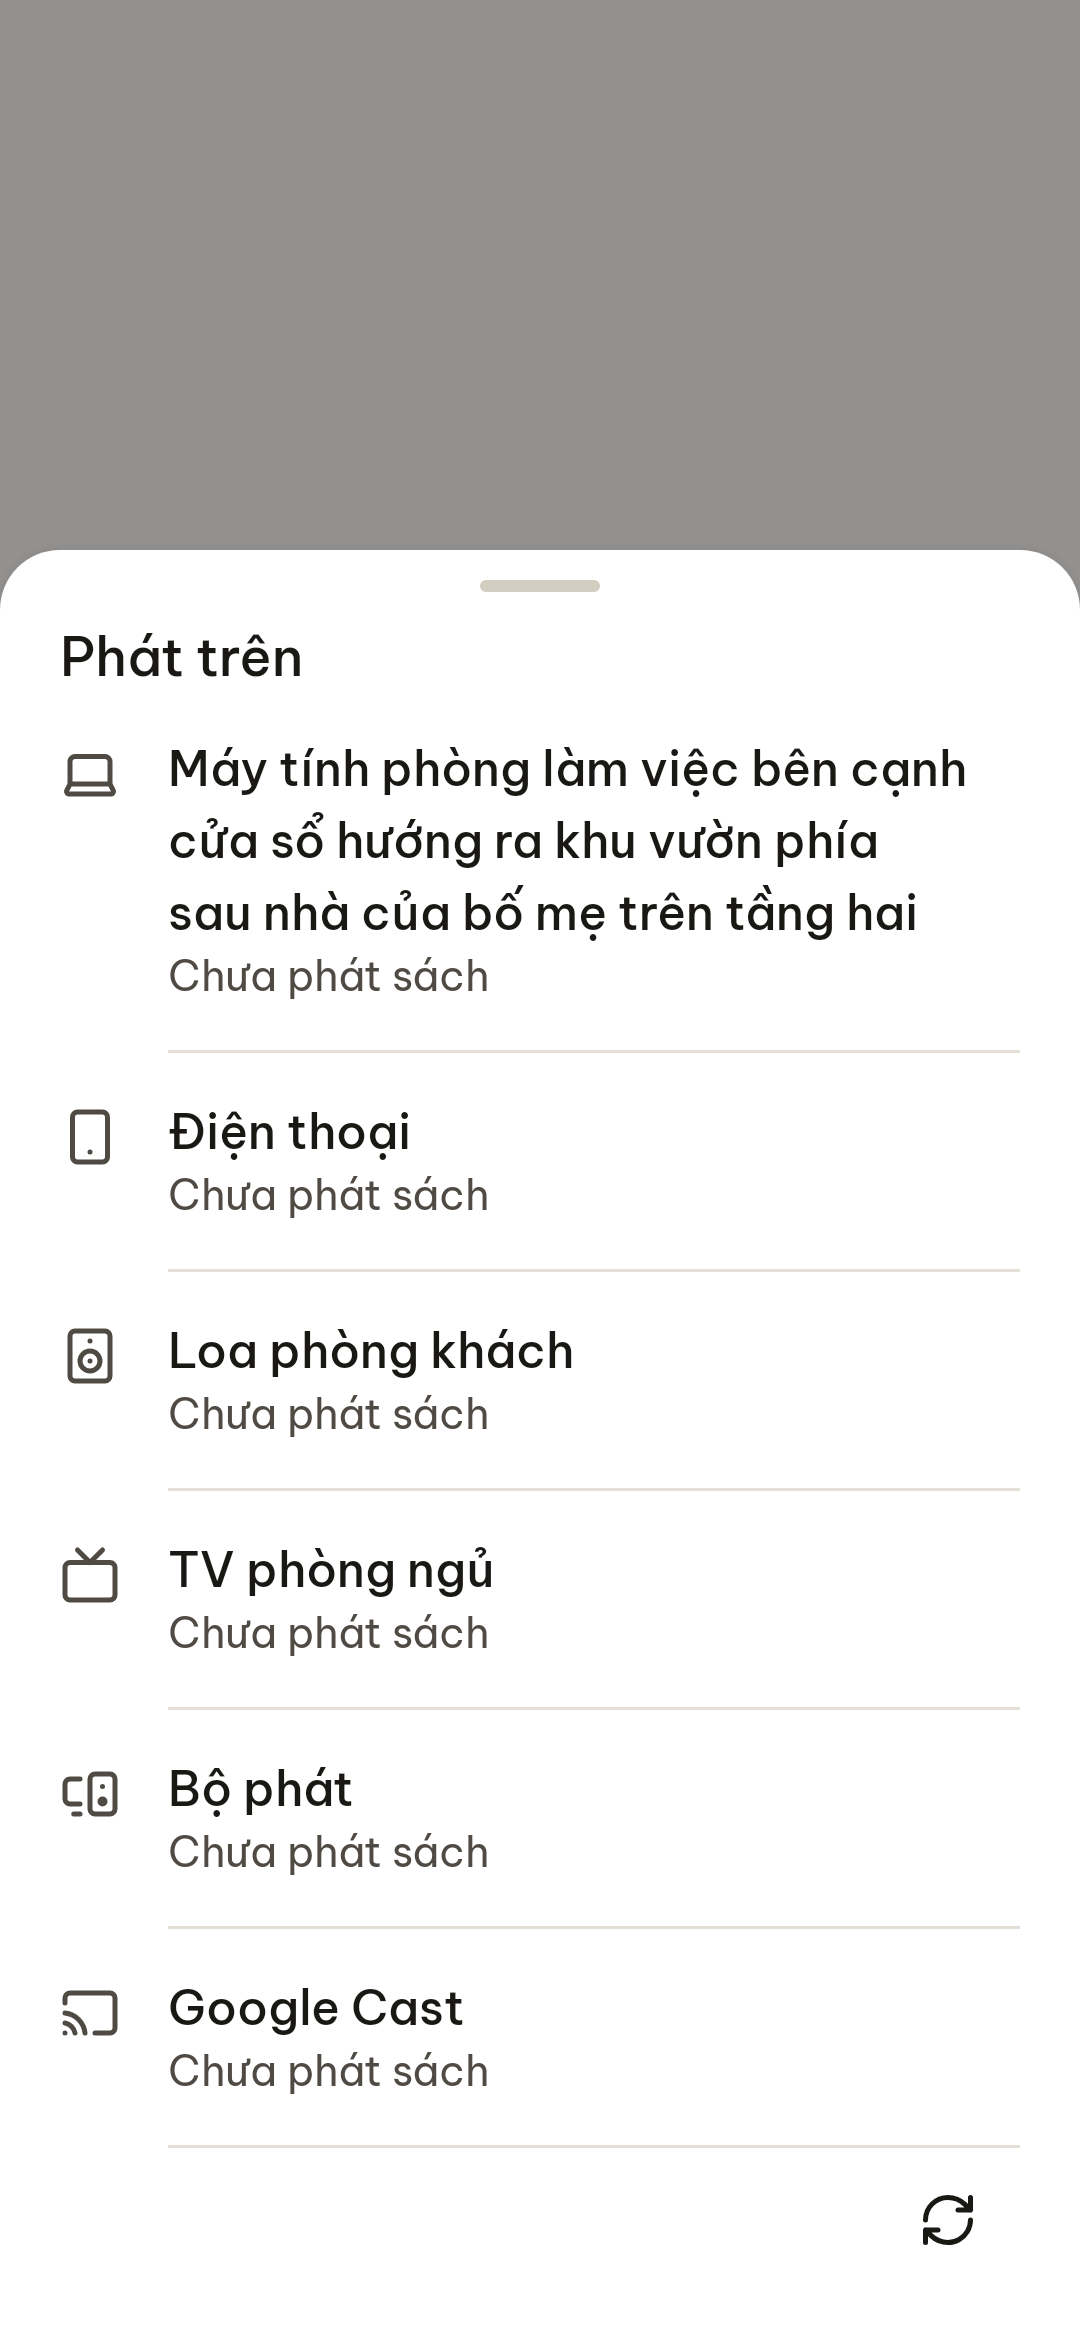 Phát trên
Máy tính phòng làm việc bên cạnh
cửa sổ hướng ra khu vườn phía
sau nhà của bố mẹ trên tầng hai
Chưa phát sách
Điện thoại
Chưa phát sách
Loa phòng khách
Chưa phát sách
TV phòng ngủ
Chưa phát sách
Bộ phát
Chưa phát sách
Google Cast
Chưa phát sách